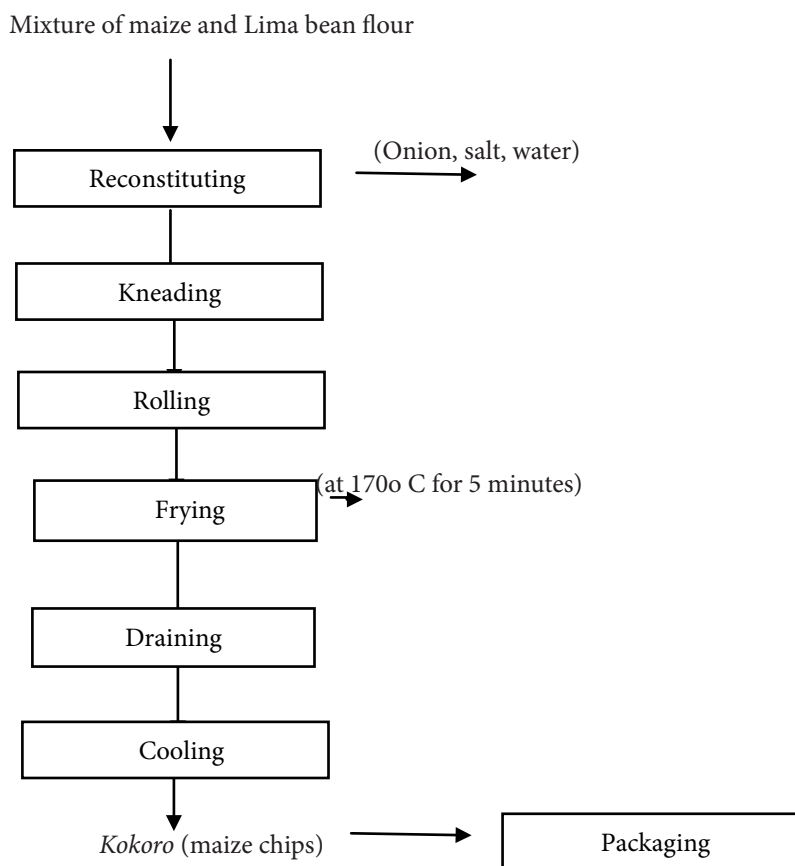 Mixture of maize and Lima bean flour
(Onion, salt, water)
Reconstituting
Kneading
Rolling
(at 170o C for 5 minutes)
Frying
Draining
Cooling
Kokoro (maize chips)
Packaging